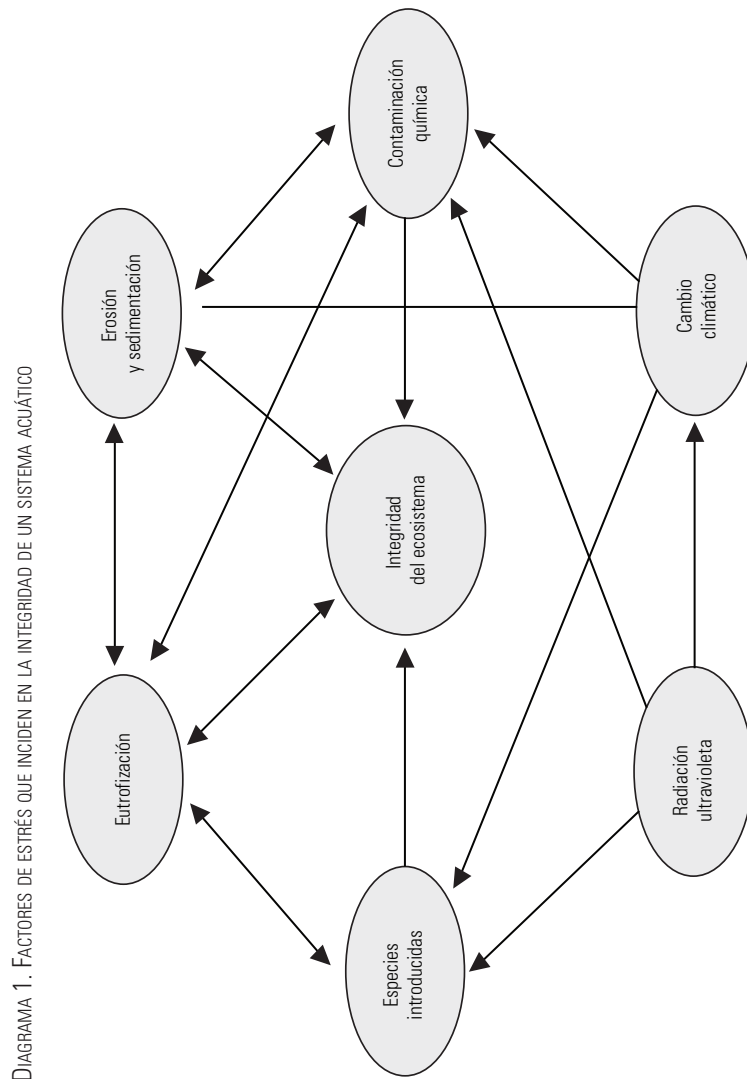 DIAGRAMA 1. FACTORES DE ESTRÉS QUE INCIDEN EN LA INTEGRIDAD DE UN SISTEMA ACUÁTICO
Eutrofización
Erosión
y sedimentación
Especies
introducidas
Integridad
del ecosistema
Contaminación
química
Radiación
ultravioleta
Cambio
climático